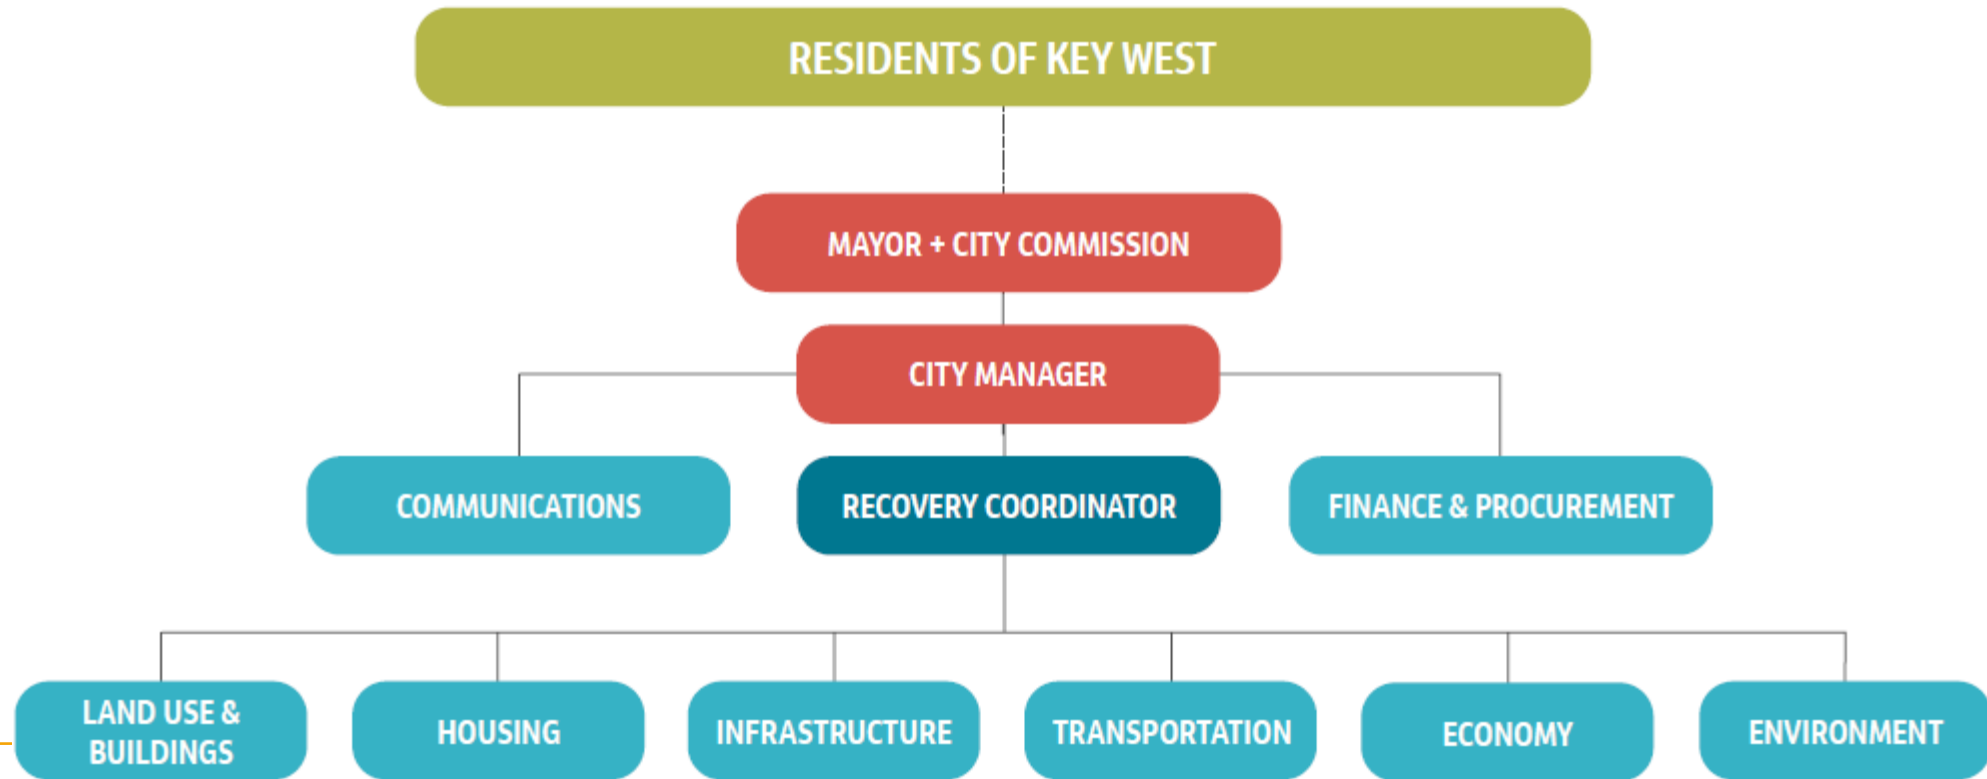 RESIDENTS OF KEY WEST
MAYOR + CITY COMMISSION
CITY MANAGER
COMMUNICATIONS
RECOVERY COORDINATOR
FINANCE & PROCUREMENT
LAND USE &
BUILDINGS
HOUSING
INFRASTRUCTURE
TRANSPORTATION
ECONOMY
ENVIRONMENT